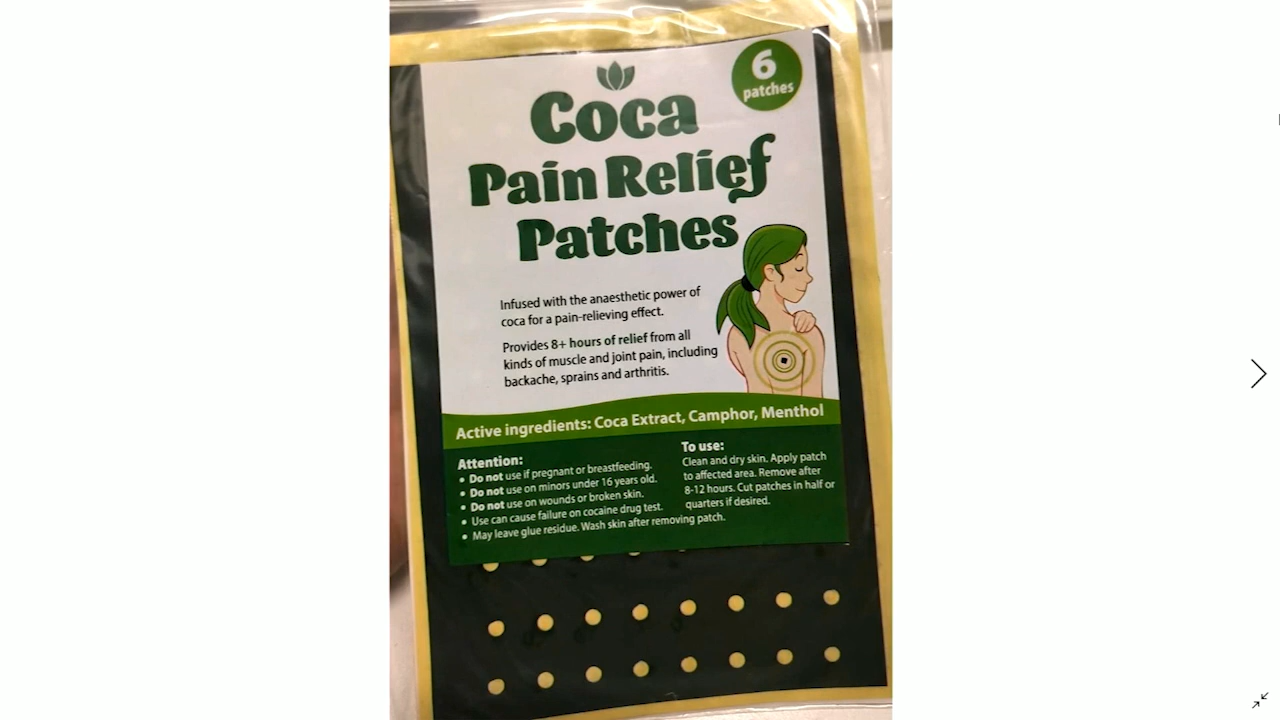 6
patches
Coca
Pain Relief
Patches
Infused with the anaesthetic power of
coca for a pain-relieving effect.
Provides 8+ hours of relief from all
kinds of muscle and joint pain, including
backache, sprains and arthritis.
Active ingredients: Coca Extract, Camphor, Menthol
Attention:
• Do not use if pregnant or breastfeeding.
• Do not use on minors under 16 years old.
• Do not use on wounds or broken skin.
• Use can cause failure on cocaine drug test.
• May leave glue residue. Wash skin after removing patch.
To use:
Clean and dry skin. Apply patch
to affected area. Remove after
8-12 hours. Cut patches in half or
quarters if desired.